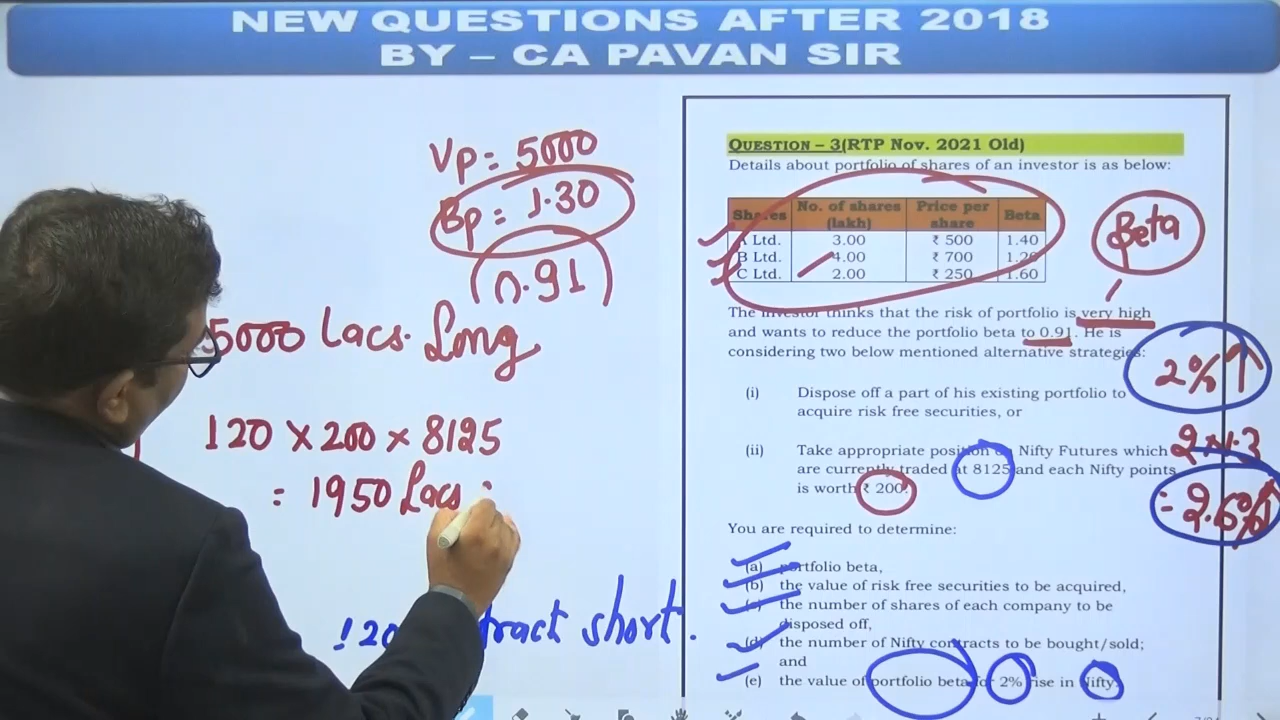 NEW QUESTIONS AFTER 2018
BY – CA PAVAN SIR
Vp = 5000
Bp = 1.30
0.91
5000 Lacs. Long
120 × 200 × 8125
= 1950 Lacs
120 short.
QUESTION – 3(RTP Nov. 2021 Old)
Details about portfolio of shares of an investor is as below:
Shares No. of shares (lakh) Price per share Beta
A Ltd. 3.00 ₹ 500 1.40
B Ltd. 4.00 ₹ 700 1.20
C Ltd. 2.00 ₹ 250 1.60
The investor thinks that the risk of portfolio is very high
and wants to reduce the portfolio beta to 0.91. He is
considering two below mentioned alternative strategies:
(i) Dispose off a part of his existing portfolio to
acquire risk free securities, or
(ii) Take appropriate position on Nifty Futures which
are currently traded at 8125 and each Nifty points
is worth ₹ 200.
You are required to determine:
(a) portfolio beta,
(b) the value of risk free securities to be acquired,
(c) the number of shares of each company to be
disposed off,
(d) the number of Nifty contracts to be bought/sold;
and
(e) the value of portfolio beta for 2% rise in Nifty.
Beta
2% ↑
2 × 1.3
= 2.6% ↑